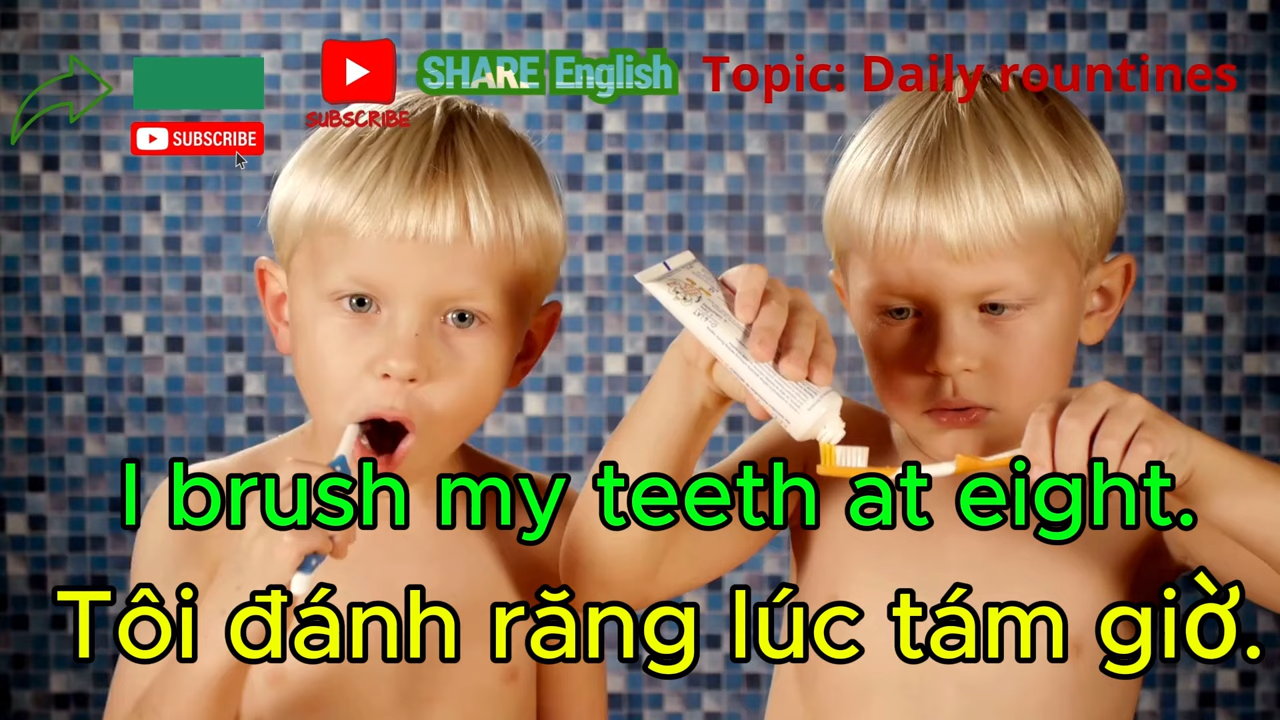 SHARE English Topic: Daily rountines
SUBSCRIBE
SUBSCRIBE
I brush my teeth at eight.
Tôi đánh răng lúc tám giờ.